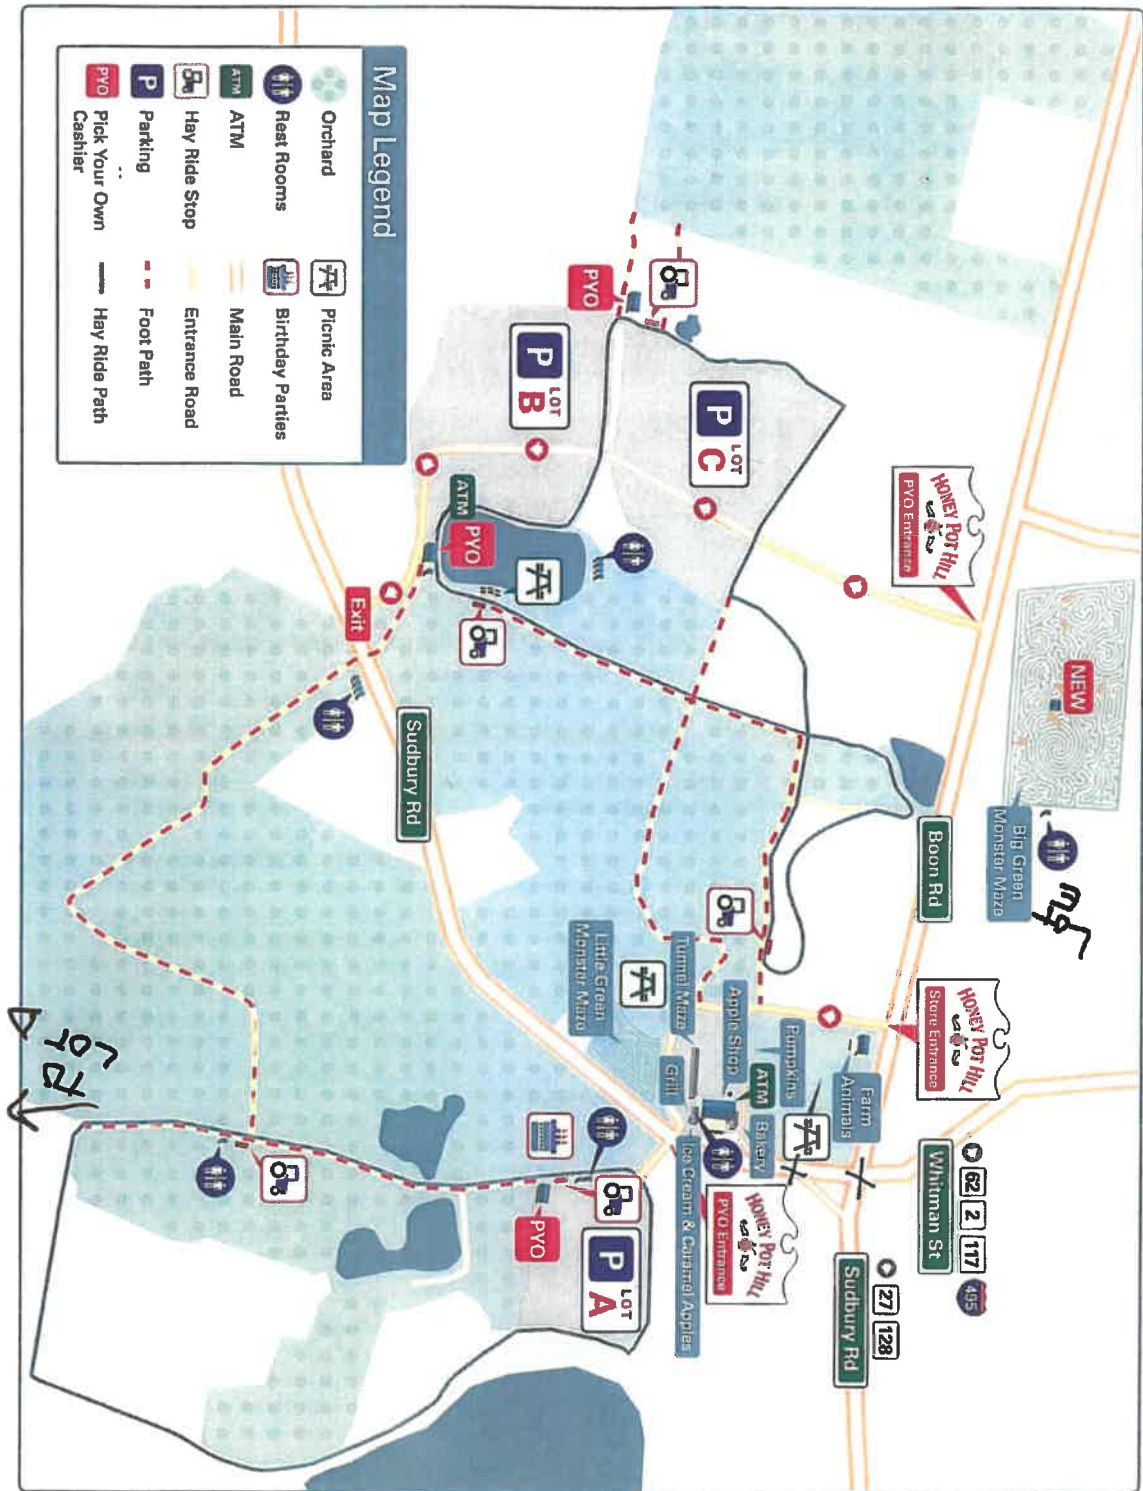 Map Legend
Orchard
Rest Rooms
ATM
ATM
Hay Ride Stop
P
Parking
PYO
Pick Your Own
Cashier
Picnic Area
Birthday Parties
Main Road
Entrance Road
Foot Path
Hay Ride Path
PYO
P
LOT
B
P
LOT
C
HONEY POT HILL
PYO Entrance
NEW
Big Green
Monster Maze
Boon Rd
ATM
PYO
Exit
Sudbury Rd
HONEY POT HILL
Store Entrance
Farm
Animals
Pumpkins
Apple Shop
Tunnel Maze
Little Green
Monster Maze
Grill
ATM
Bakery
Ice Cream & Caramel Apples
HONEY POT HILL
PYO Entrance
62 2 117
495
Whitman St
27 128
Sudbury Rd
PYO
P
LOT
A
LOT